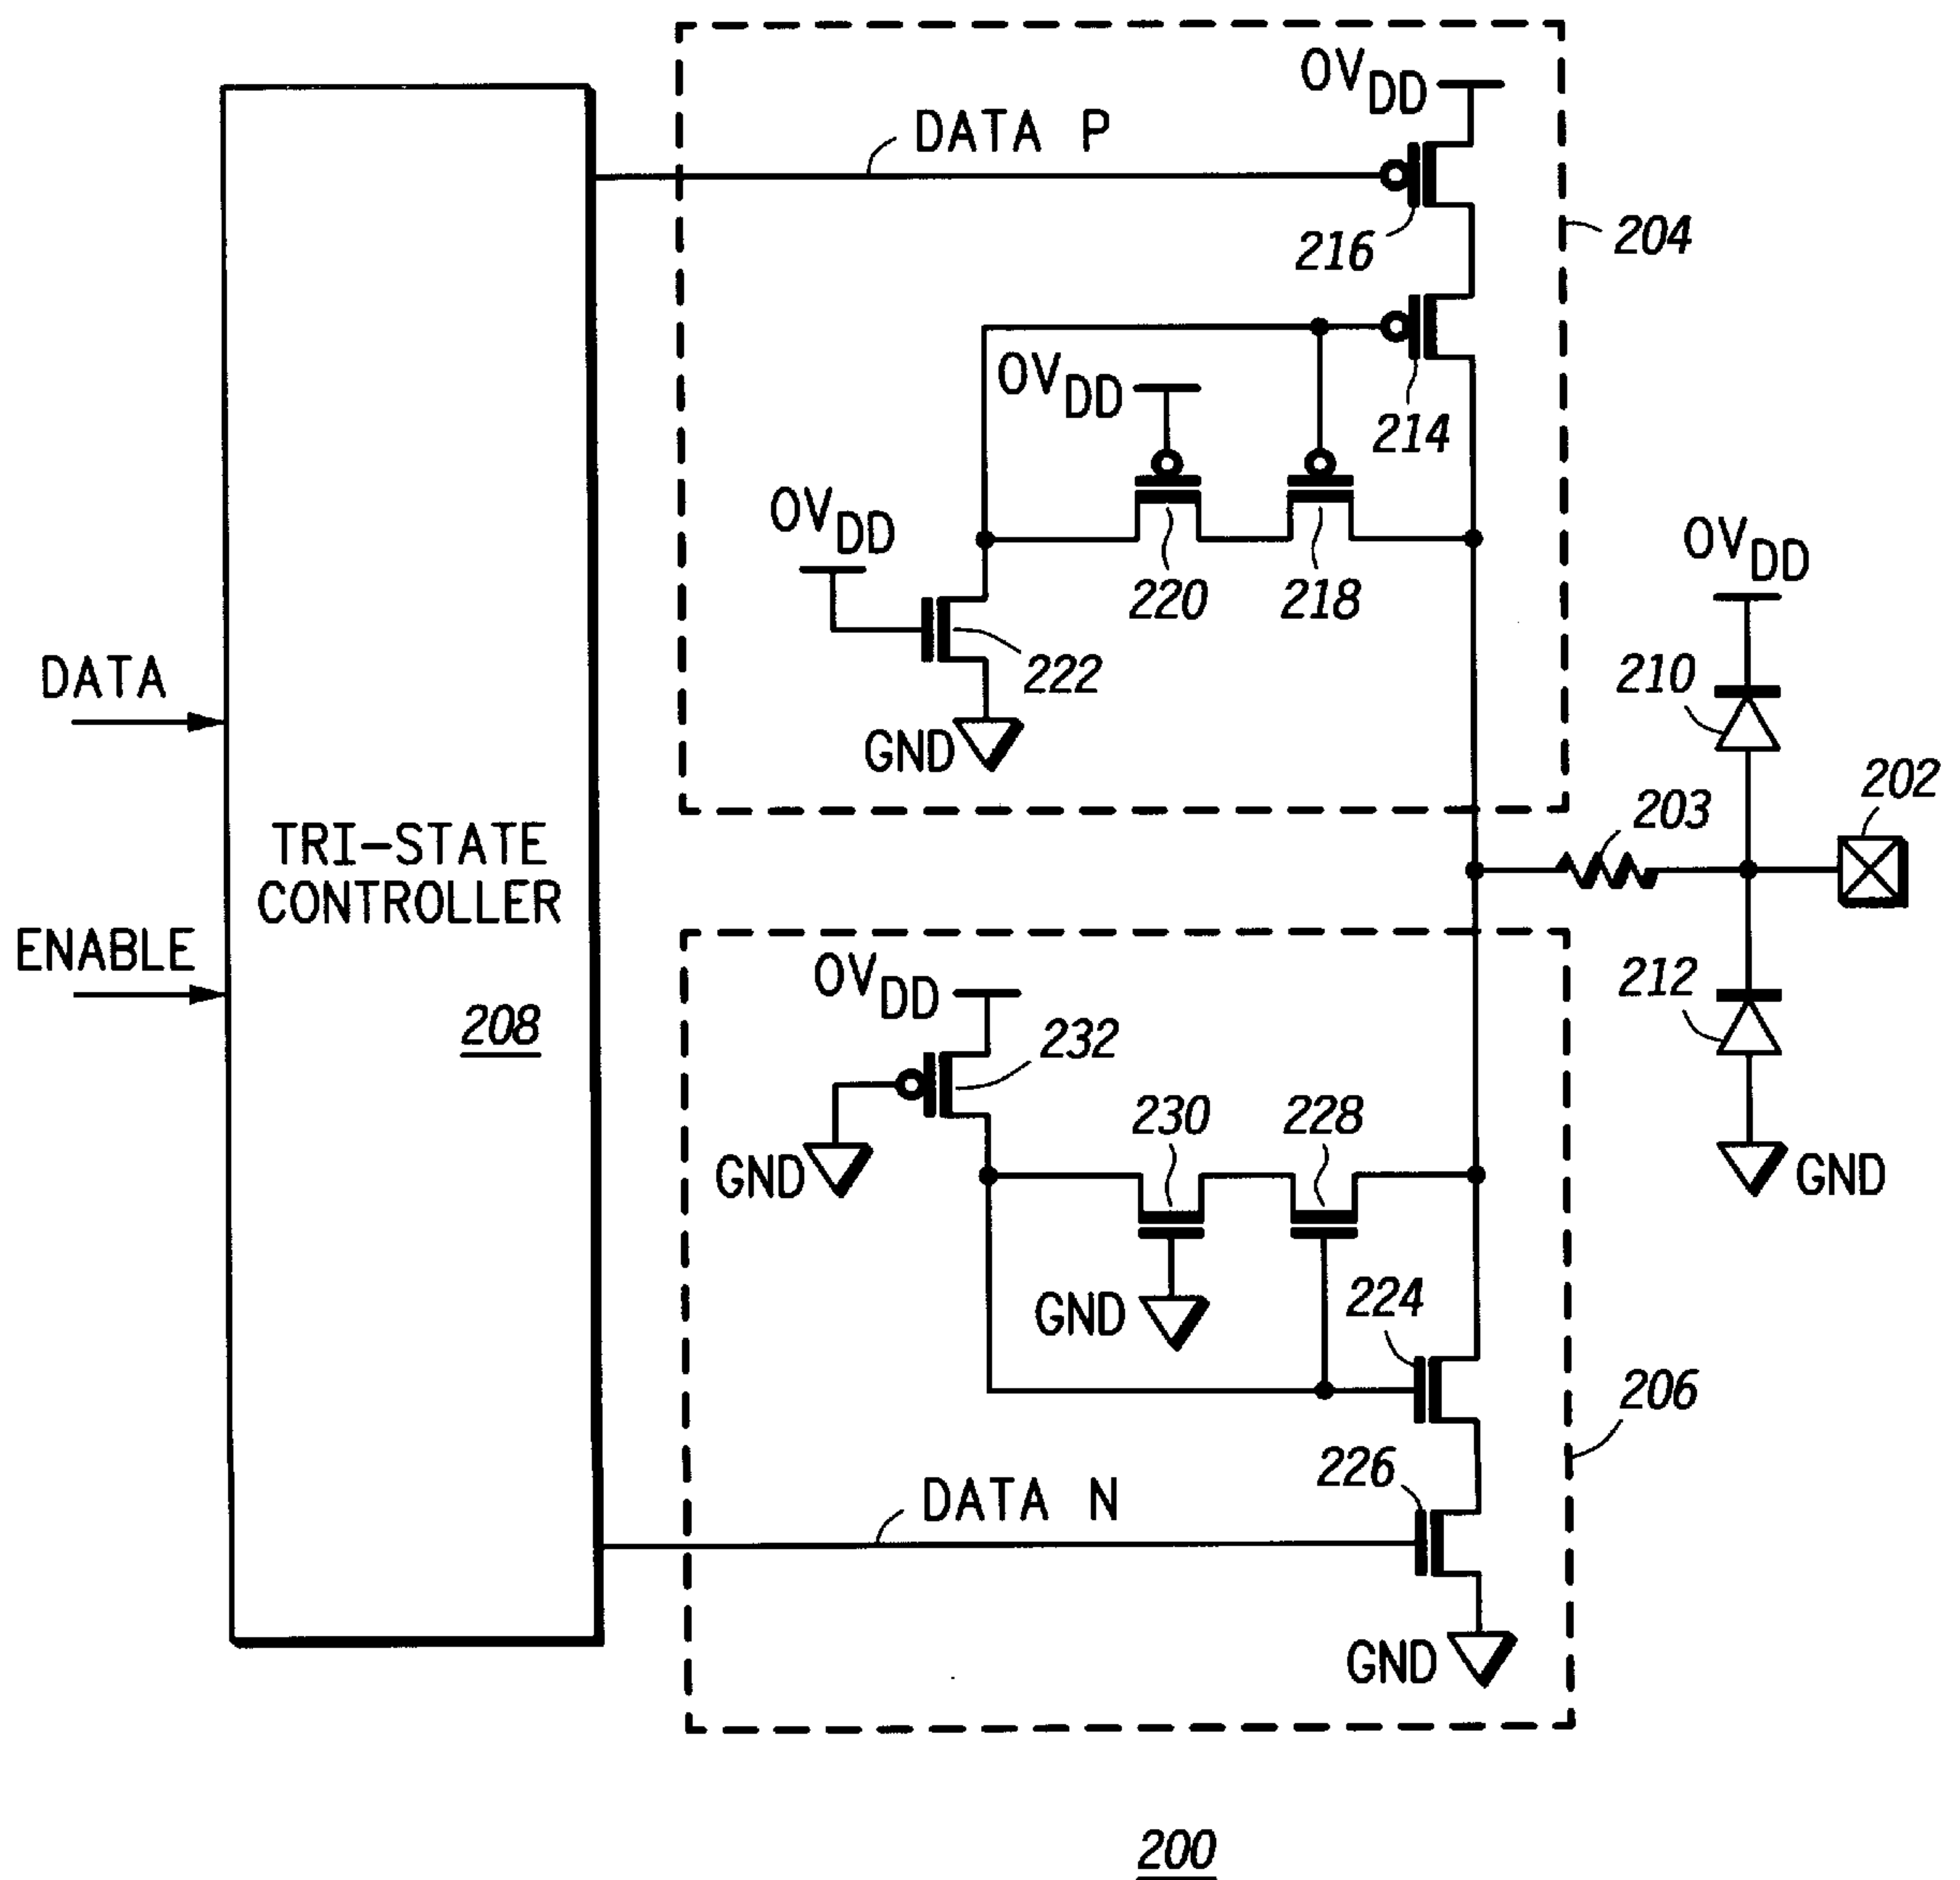 OVDD
DATA P
216
204
OVDD
214
OVDD
220
218
OVDD
222
210
DATA
GND
202
203
TRI-STATE
CONTROLLER
ENABLE
OVDD
212
208
232
230
228
GND
GND
GND
224
206
226
DATA N
GND
200